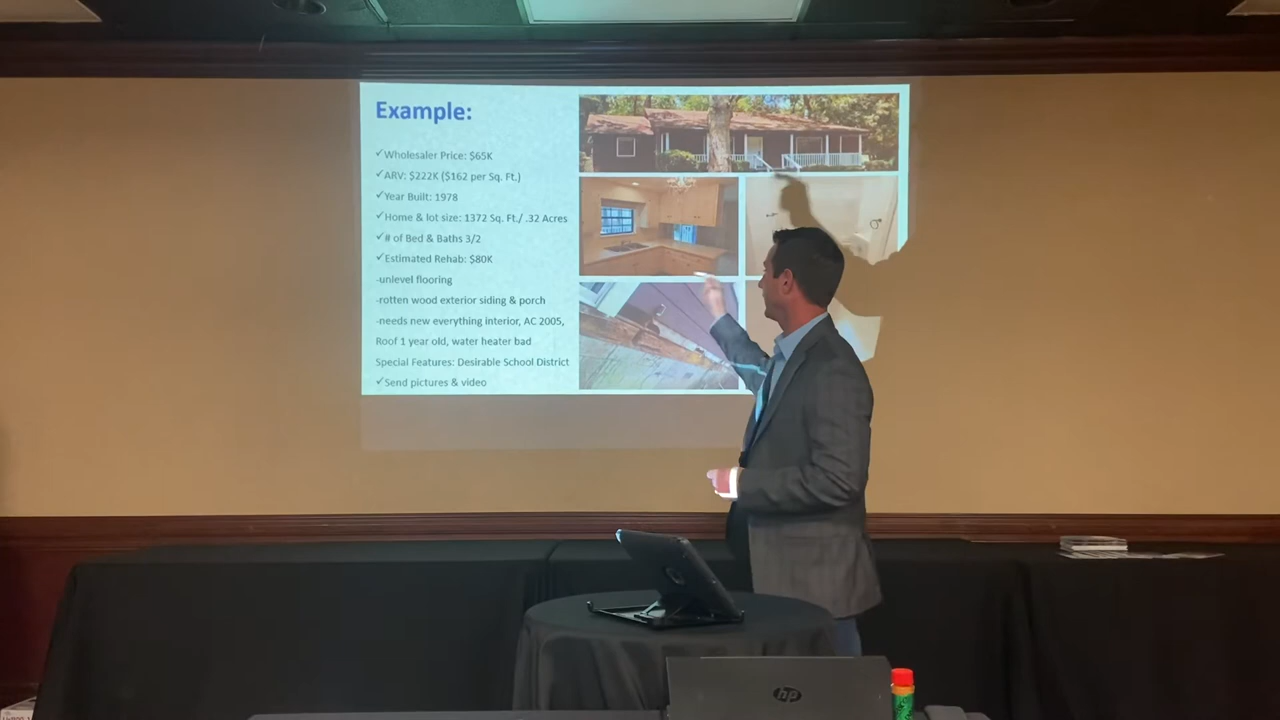 Example:
✓Wholesaler Price: $65K
✓ARV: $222K ($162 per Sq. Ft.)
✓Year Built: 1978
✓Home & lot size: 1372 Sq. Ft./ .32 Acres
✓# of Bed & Baths 3/2
✓Estimated Rehab: $80K
-unlevel flooring
-rotten wood exterior siding & porch
-needs new everything interior, AC 2005,
Roof 1 year old, water heater bad
Special Features: Desirable School District
✓Send pictures & video
hp